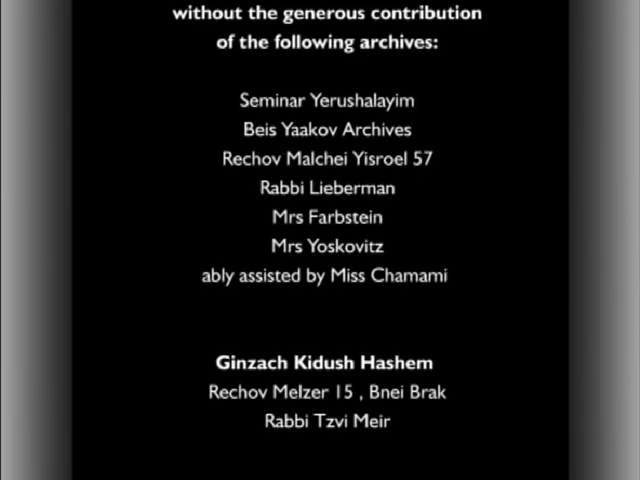 without the generous contribution
of the following archives:
Seminar Yerushalayim
Beis Yaakov Archives
Rechov Malchei Yisroel 57
Rabbi Lieberman
Mrs Farbstein
Mrs Yoskovitz
ably assisted by Miss Chamami
Ginzach Kidush Hashem
Rechov Melzer 15 , Bnei Brak
Rabbi Tzvi Meir